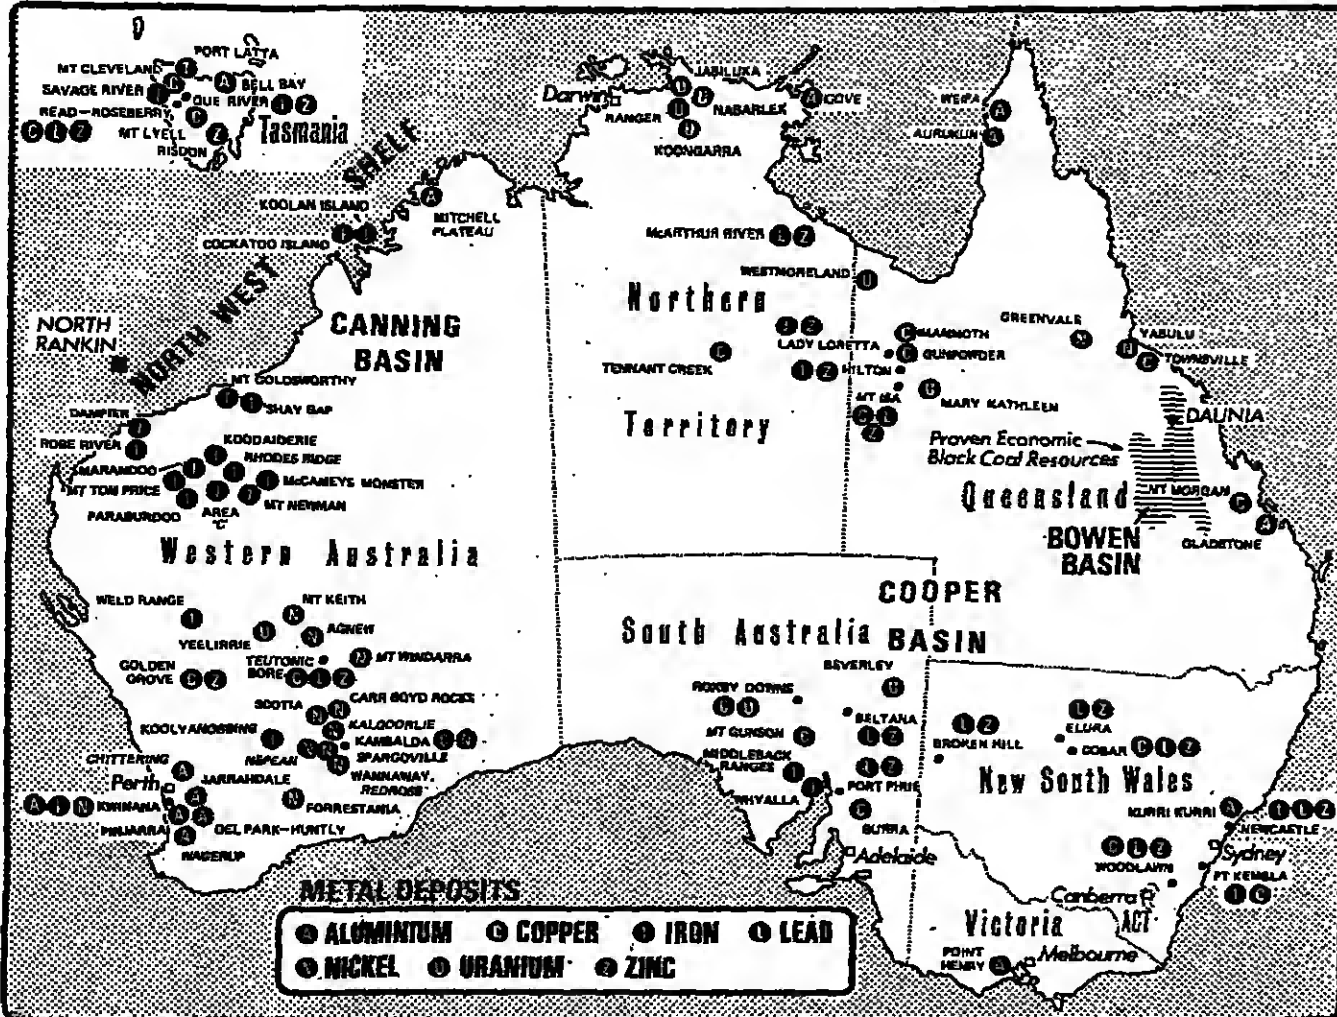 PORT LATTA
MT CLEVELAND
SAVAGE RIVER
BELL BAY
QUE RIVER
READ-ROSEBERRY
MT LYELL
RISDON
Tasmania
C L Z
I Z
NORTH WEST SHELF
NORTH
RANKIN
KOOLAN ISLAND
COCKATOO ISLAND
MITCHELL
PLATEAU
CANNING
BASIN
Darwin
JABILUKA
RANGER
NABARLEK
KOONGARRA
GOVE
WEIPA
AURUKUN
McARTHUR RIVER
L Z
WESTMORELAND
U
Northern
Territory
TENNANT CREEK
C
LADY LORETTA
HILTON
MT ISA
MAMMOTH
GUNPOWDER
MARY KATHLEEN
GREENVALE
YABULU
TOWNSVILLE
DAUNIA
Proven Economic
Black Coal Resources
Queensland
MT MORGAN
GLADSTONE
BOWEN
BASIN
MT GOLDSWORTHY
SHAY GAP
DAMPIER
ROBE RIVER
KOODAIDERIE
RHODES RIDGE
MARANDOO
McCAMEYS MONSTER
MT TOM PRICE
MT NEWMAN
PARABURDOO
AREA
"C"
Western Australia
WELD RANGE
MT KEITH
YEELIRRIE
AGNEW
MT WINDARRA
TEUTONIC
BORE
C L Z
GOLDEN
GROVE
C Z
SCOTIA
CARR BOYD ROCKS
KALGOORLIE
KOOLYANOBBING
KAMBALDA
NEPEAN
SPARGOVILLE
WANNAWAY,
REDROSS
FORRESTANIA
CHITTERING
Perth
JARRAHDALE
A I N KWINANA
PINJARRA
DEL PARK-HUNTLY
WAGERUP
South Australia
COOPER
BASIN
BEVERLEY
ROXBY DOWNS
C U
BELTANA
L Z
MT GUNSON
C
MIDDLEBACK
RANGES
WHYALLA
PORT PIRIE
BURRA
Adelaide
BROKEN HILL
L Z
ELURA
L Z
COBAR C L Z
New South Wales
KURRI KURRI
A
I L Z
NEWCASTLE
C L Z
WOODLAWN
Sydney
PT KEMBLA
I C
Canberra
ACT
Victoria
POINT
HENRY
A
Melbourne
METAL DEPOSITS
A ALUMINIUM C COPPER I IRON L LEAD
N NICKEL U URANIUM Z ZINC